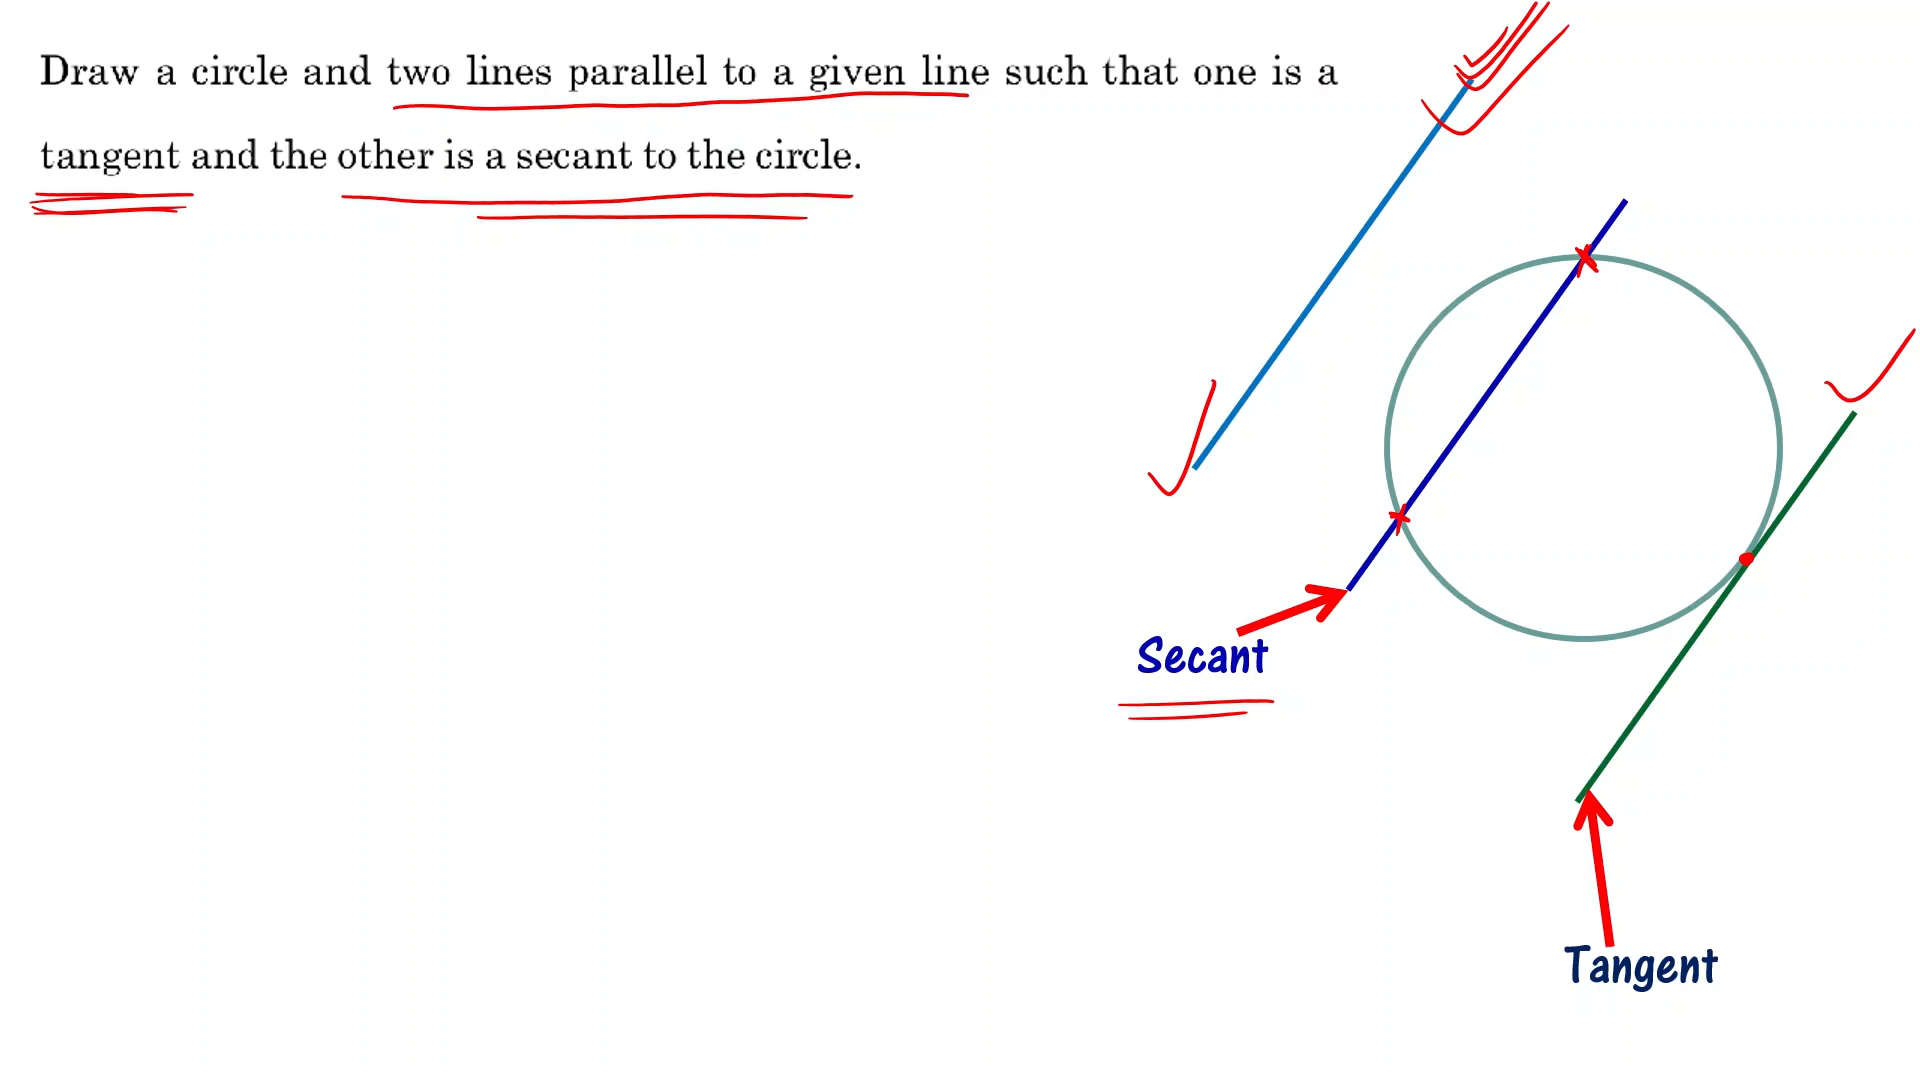 Draw a circle and two lines parallel to a given line such that one is a
tangent and the other is a secant to the circle.
Secant
Tangent